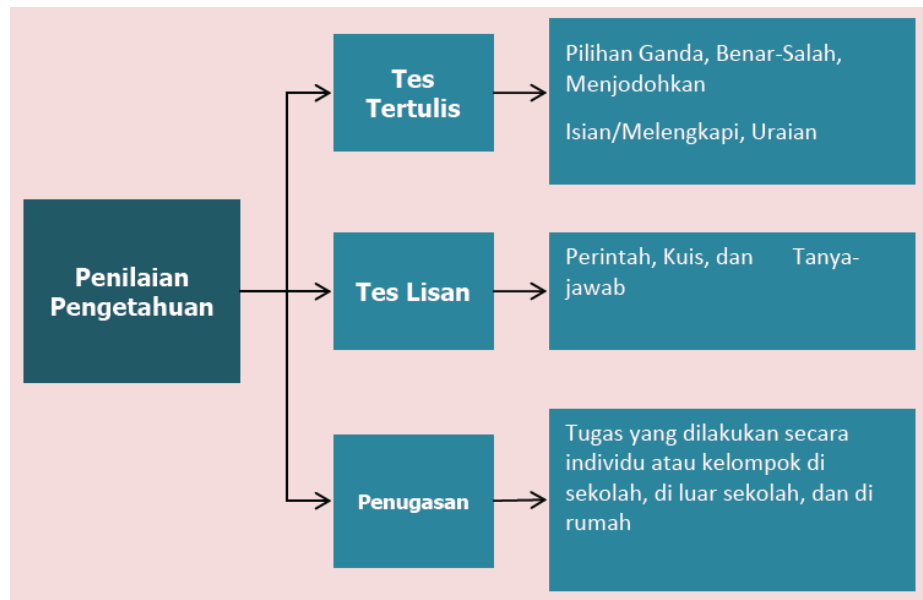 Penilaian
Pengetahuan
Tes
Tertulis
Pilihan Ganda, Benar-Salah,
Menjodohkan
Isian/Melengkapi, Uraian
Tes Lisan
Perintah, Kuis, dan Tanya-
jawab
Penugasan
Tugas yang dilakukan secara
individu atau kelompok di
sekolah, di luar sekolah, dan di
rumah